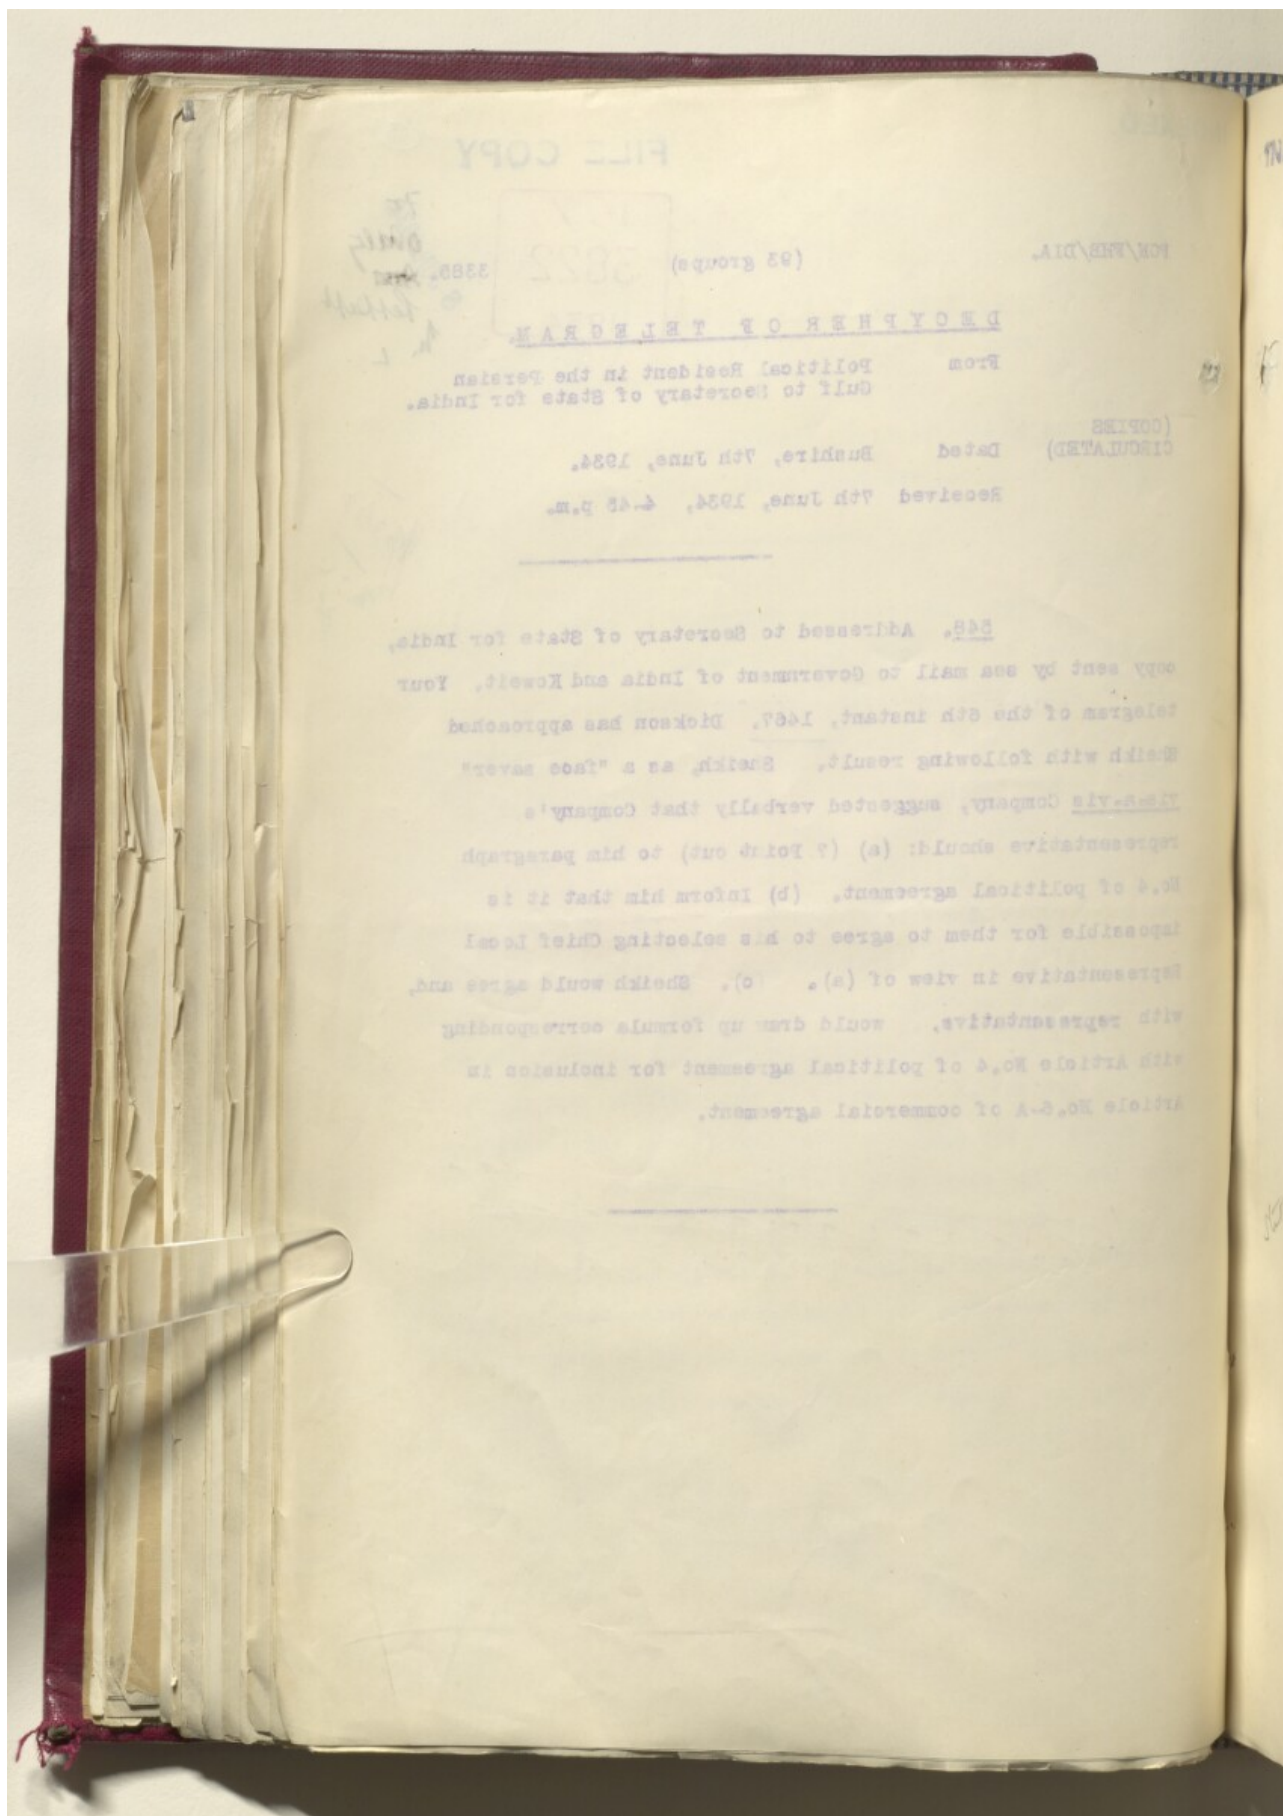 FILE COPY
3822
POH/FHB/DIA.
(93 groups)
3385.
DECYPHER OF TELEGRAM.
From Political Resident in the Persian
Gulf to Secretary of State for India.
(COPIES
CIRCULATED)
Dated Bushire, 7th June, 1934.
Received 7th June, 1934, 4-45 p.m.
548. Addressed to Secretary of State for India,
copy sent by sea mail to Government of India and Koweit. Your
telegram of the 6th instant, 1467. Dickson has approached
Sheikh with following result. Sheikh, as a "face saver"
vis-a-vis Company, suggested verbally that Company's
representative should: (a) (? Point out) to him paragraph
No.4 of political agreement. (b) Inform him that it is
impossible for them to agree to his selecting Chief Local
Representative in view of (a). (c). Sheikh would agree and,
with representative, would draw up formula corresponding
with Article No.4 of political agreement for inclusion in
Article No.6-A of commercial agreement.